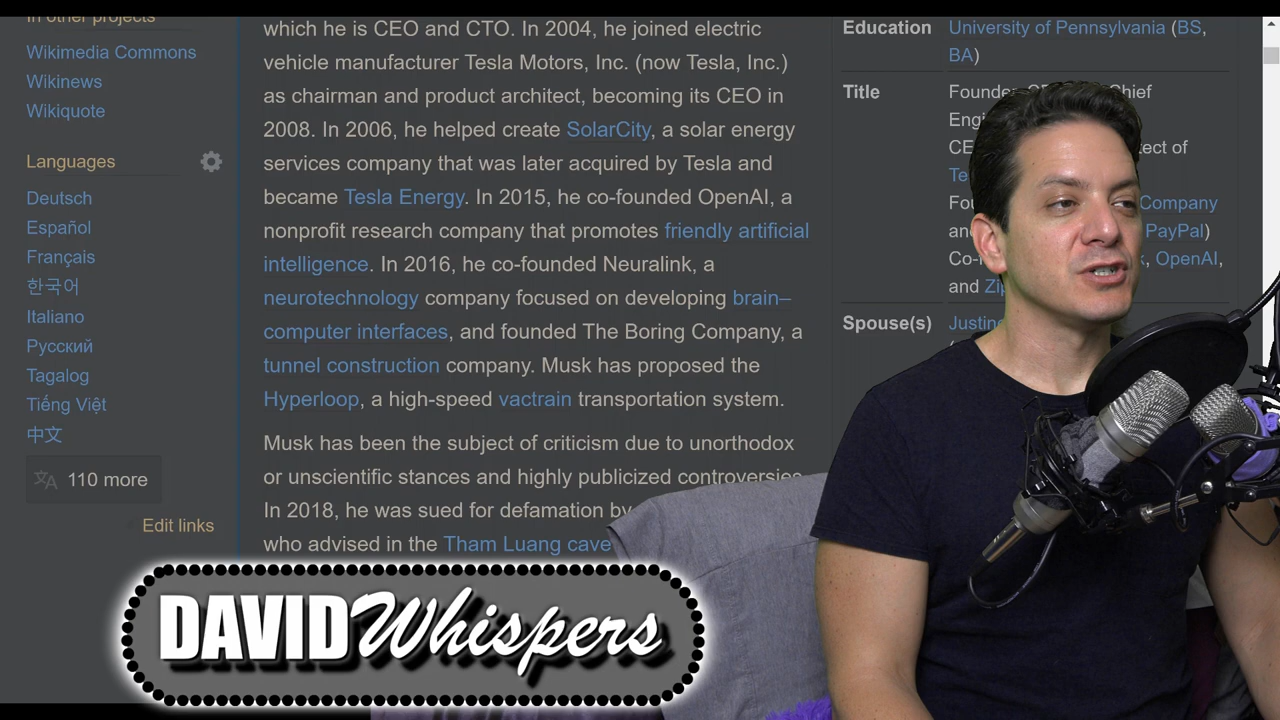 In other projects
Wikimedia Commons
Wikinews
Wikiquote
Languages
Deutsch
Español
Français
한국어
Italiano
Русский
Tagalog
Tiếng Việt
中文
110 more
Edit links
which he is CEO and CTO. In 2004, he joined electric
vehicle manufacturer Tesla Motors, Inc. (now Tesla, Inc.)
as chairman and product architect, becoming its CEO in
2008. In 2006, he helped create SolarCity, a solar energy
services company that was later acquired by Tesla and
became Tesla Energy. In 2015, he co-founded OpenAI, a
nonprofit research company that promotes friendly artificial
intelligence. In 2016, he co-founded Neuralink, a
neurotechnology company focused on developing brain–
computer interfaces, and founded The Boring Company, a
tunnel construction company. Musk has proposed the
Hyperloop, a high-speed vactrain transportation system.
Musk has been the subject of criticism due to unorthodox
or unscientific stances and highly publicized controversies.
In 2018, he was sued for defamation by
who advised in the Tham Luang cave
Education University of Pennsylvania (BS,
BA)
Title Chief
ect of
Company
and PayPal)
OpenAI,
and
Spouse(s)
DAVID Whispers